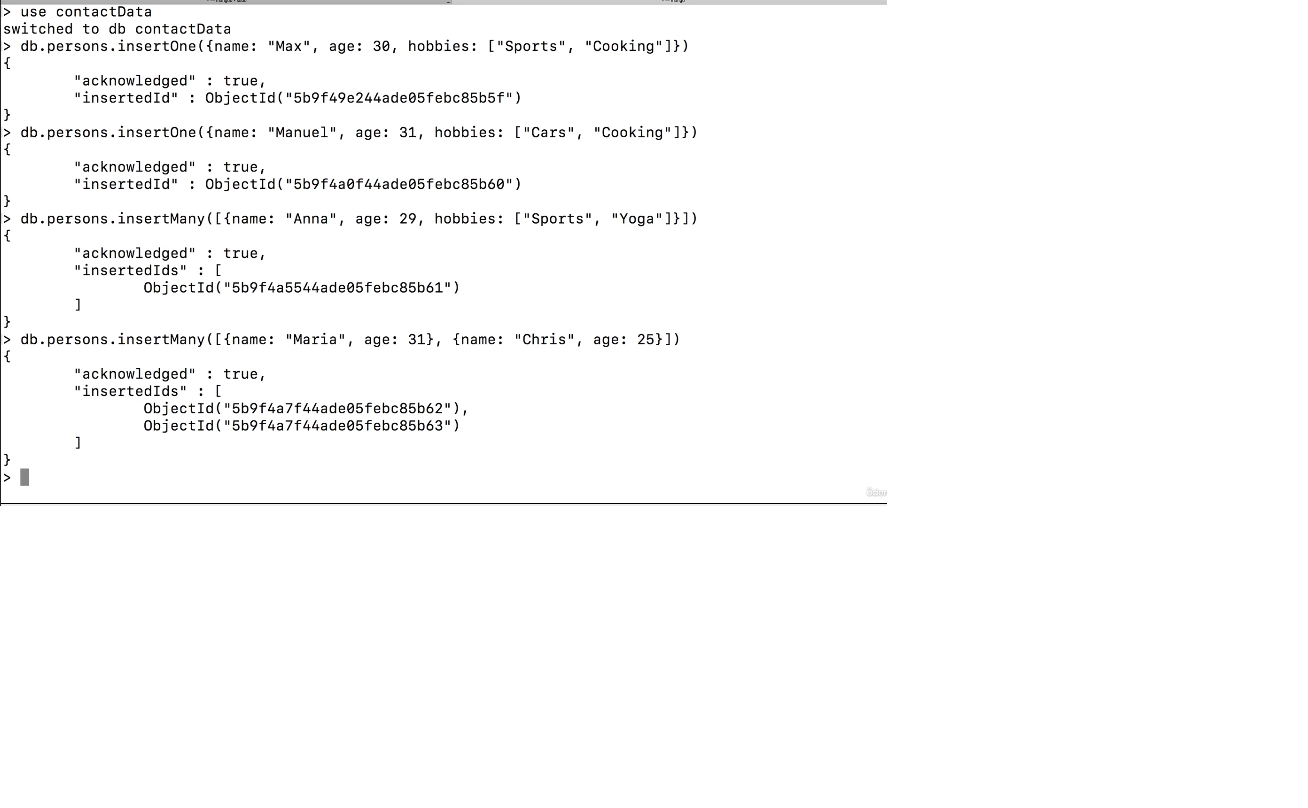 > use contactData
switched to db contactData
> db.persons.insertOne({name: "Max", age: 30, hobbies: ["Sports", "Cooking"]})
{
        "acknowledged" : true,
        "insertedId" : ObjectId("5b9f49e244ade05febc85b5f")
}
> db.persons.insertOne({name: "Manuel", age: 31, hobbies: ["Cars", "Cooking"]})
{
        "acknowledged" : true,
        "insertedId" : ObjectId("5b9f4a0f44ade05febc85b60")
}
> db.persons.insertMany([{name: "Anna", age: 29, hobbies: ["Sports", "Yoga"]}])
{
        "acknowledged" : true,
        "insertedIds" : [
                ObjectId("5b9f4a5544ade05febc85b61")
        ]
}
> db.persons.insertMany([{name: "Maria", age: 31}, {name: "Chris", age: 25}])
{
        "acknowledged" : true,
        "insertedIds" : [
                ObjectId("5b9f4a7f44ade05febc85b62"),
                ObjectId("5b9f4a7f44ade05febc85b63")
        ]
}
>